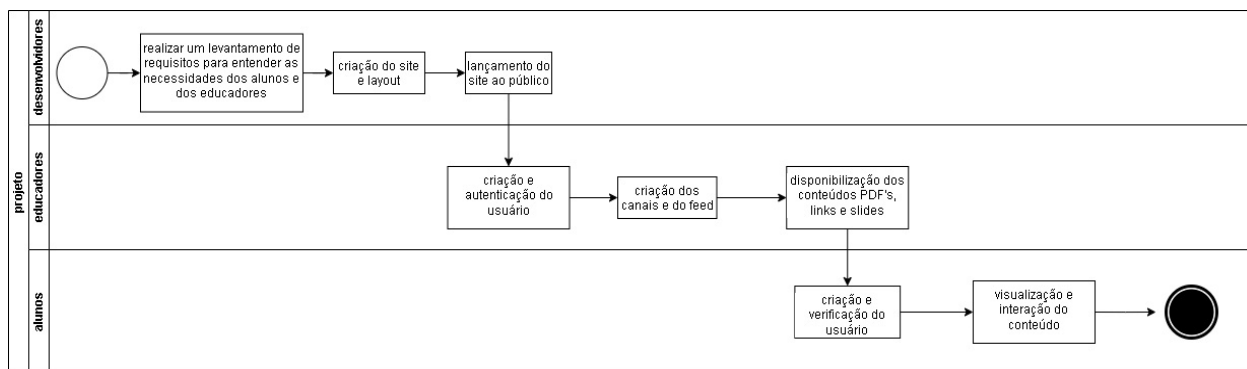 projeto
desenvolvidores
realizar um levantamento de
requisitos para entender as
necessidades dos alunos e
dos educadores
criação do site
e layout
lançamento do
site ao público
educadores
criação e
autenticação do
usuário
criação dos
canais e do feed
disponibilização dos
conteúdos PDF's,
links e slides
alunos
criação e
verificação do
usuário
visualização e
interação do
conteúdo